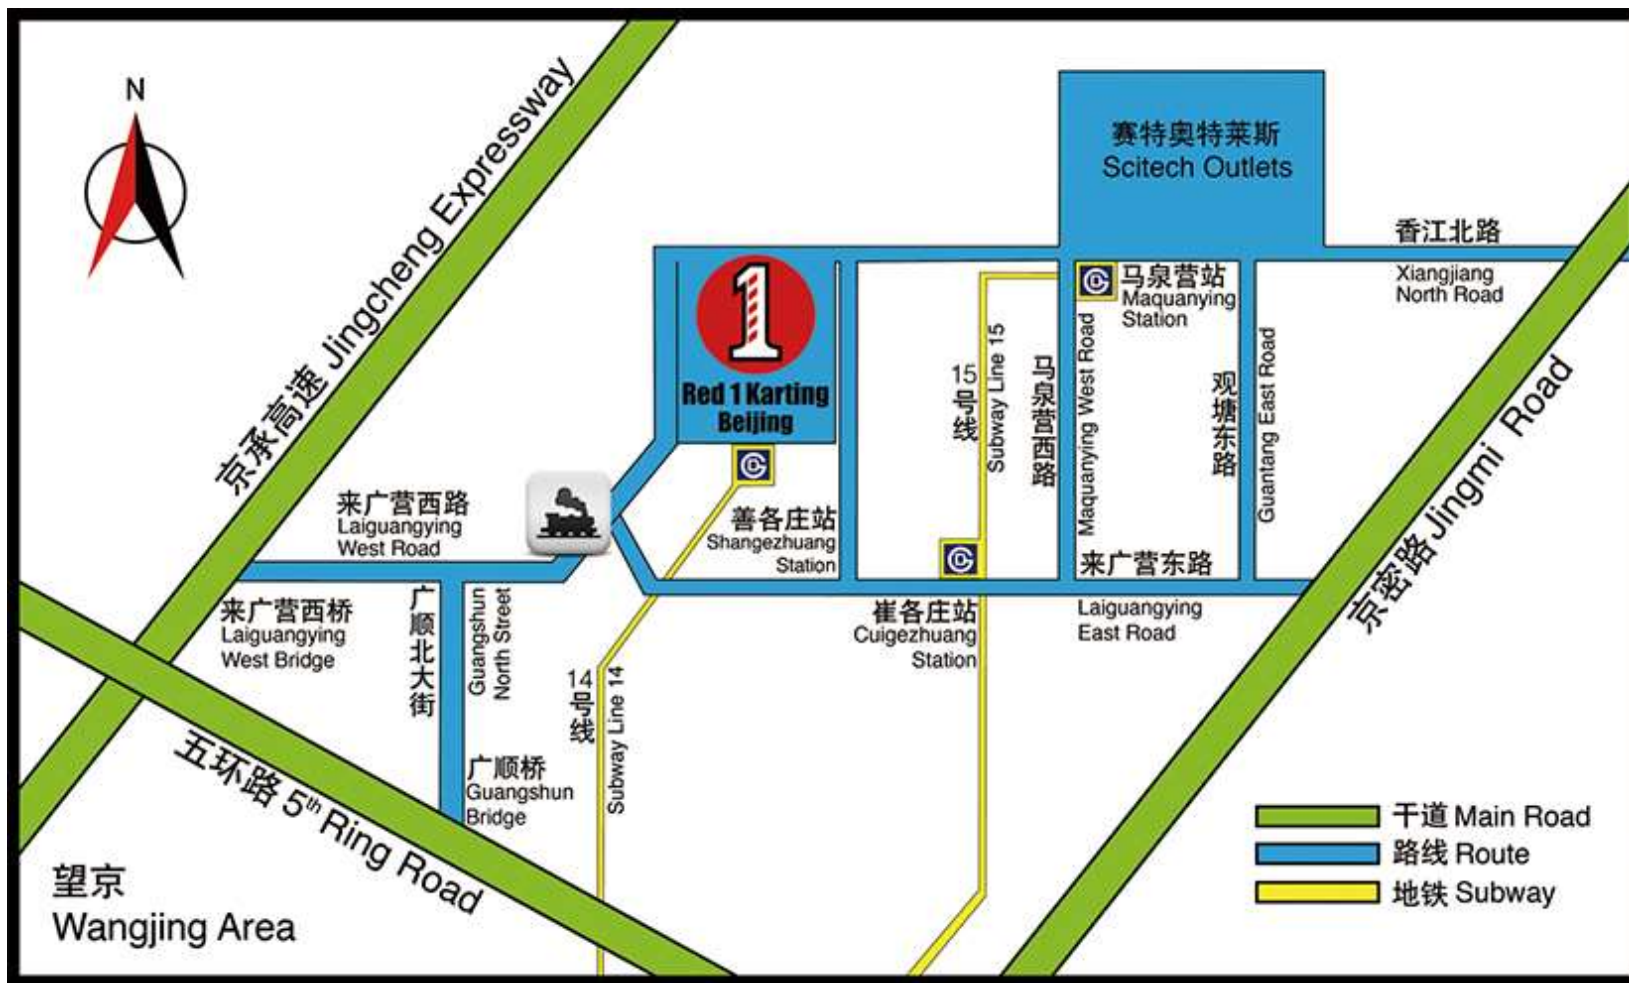 N
京承高速 Jingcheng Expressway
赛特奥特莱斯
Scitech Outlets
香江北路
Xiangjiang
North Road
1
Red 1 Karting
Beijing
马泉营站
Maquanying
Station
15号线
Subway Line 15
马泉营西路
Maquanying West Road
观塘东路
Guantang East Road
京密路 Jingmi Road
来广营西路
Laiguangying
West Road
善各庄站
Shangezhuang
Station
来广营东路
Laiguangying
East Road
来广营西桥
Laiguangying
West Bridge
广顺北大街
Guangshun
North Street
崔各庄站
Cuigezhuang
Station
14号线
Subway Line 14
广顺桥
Guangshun
Bridge
五环路 5th Ring Road
望京
Wangjing Area
干道 Main Road
路线 Route
地铁 Subway